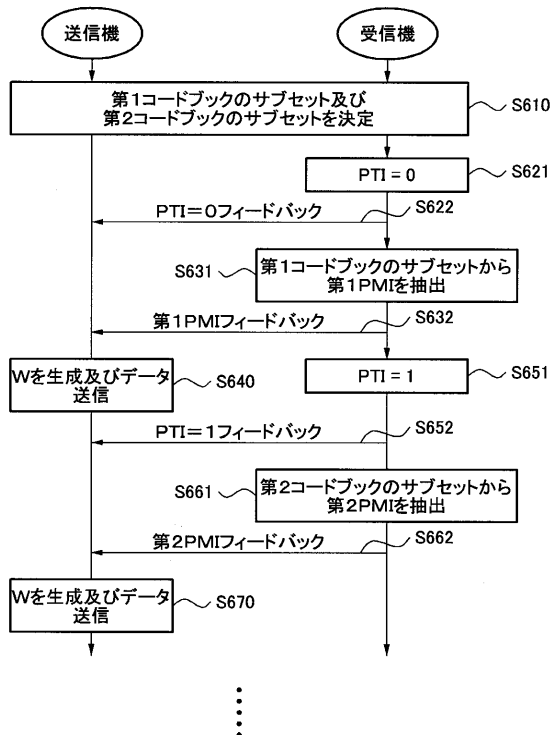 送信機
受信機
第1コードブックのサブセット及び
第2コードブックのサブセットを決定
S610
PTI = 0
S621
PTI=0フィードバック
S622
S631
第1コードブックのサブセットから
第1PMIを抽出
第1PMIフィードバック
S632
Wを生成及びデータ
送信
S640
PTI = 1
S651
PTI=1フィードバック
S652
S661
第2コードブックのサブセットから
第2PMIを抽出
第2PMIフィードバック
S662
Wを生成及びデータ
送信
S670